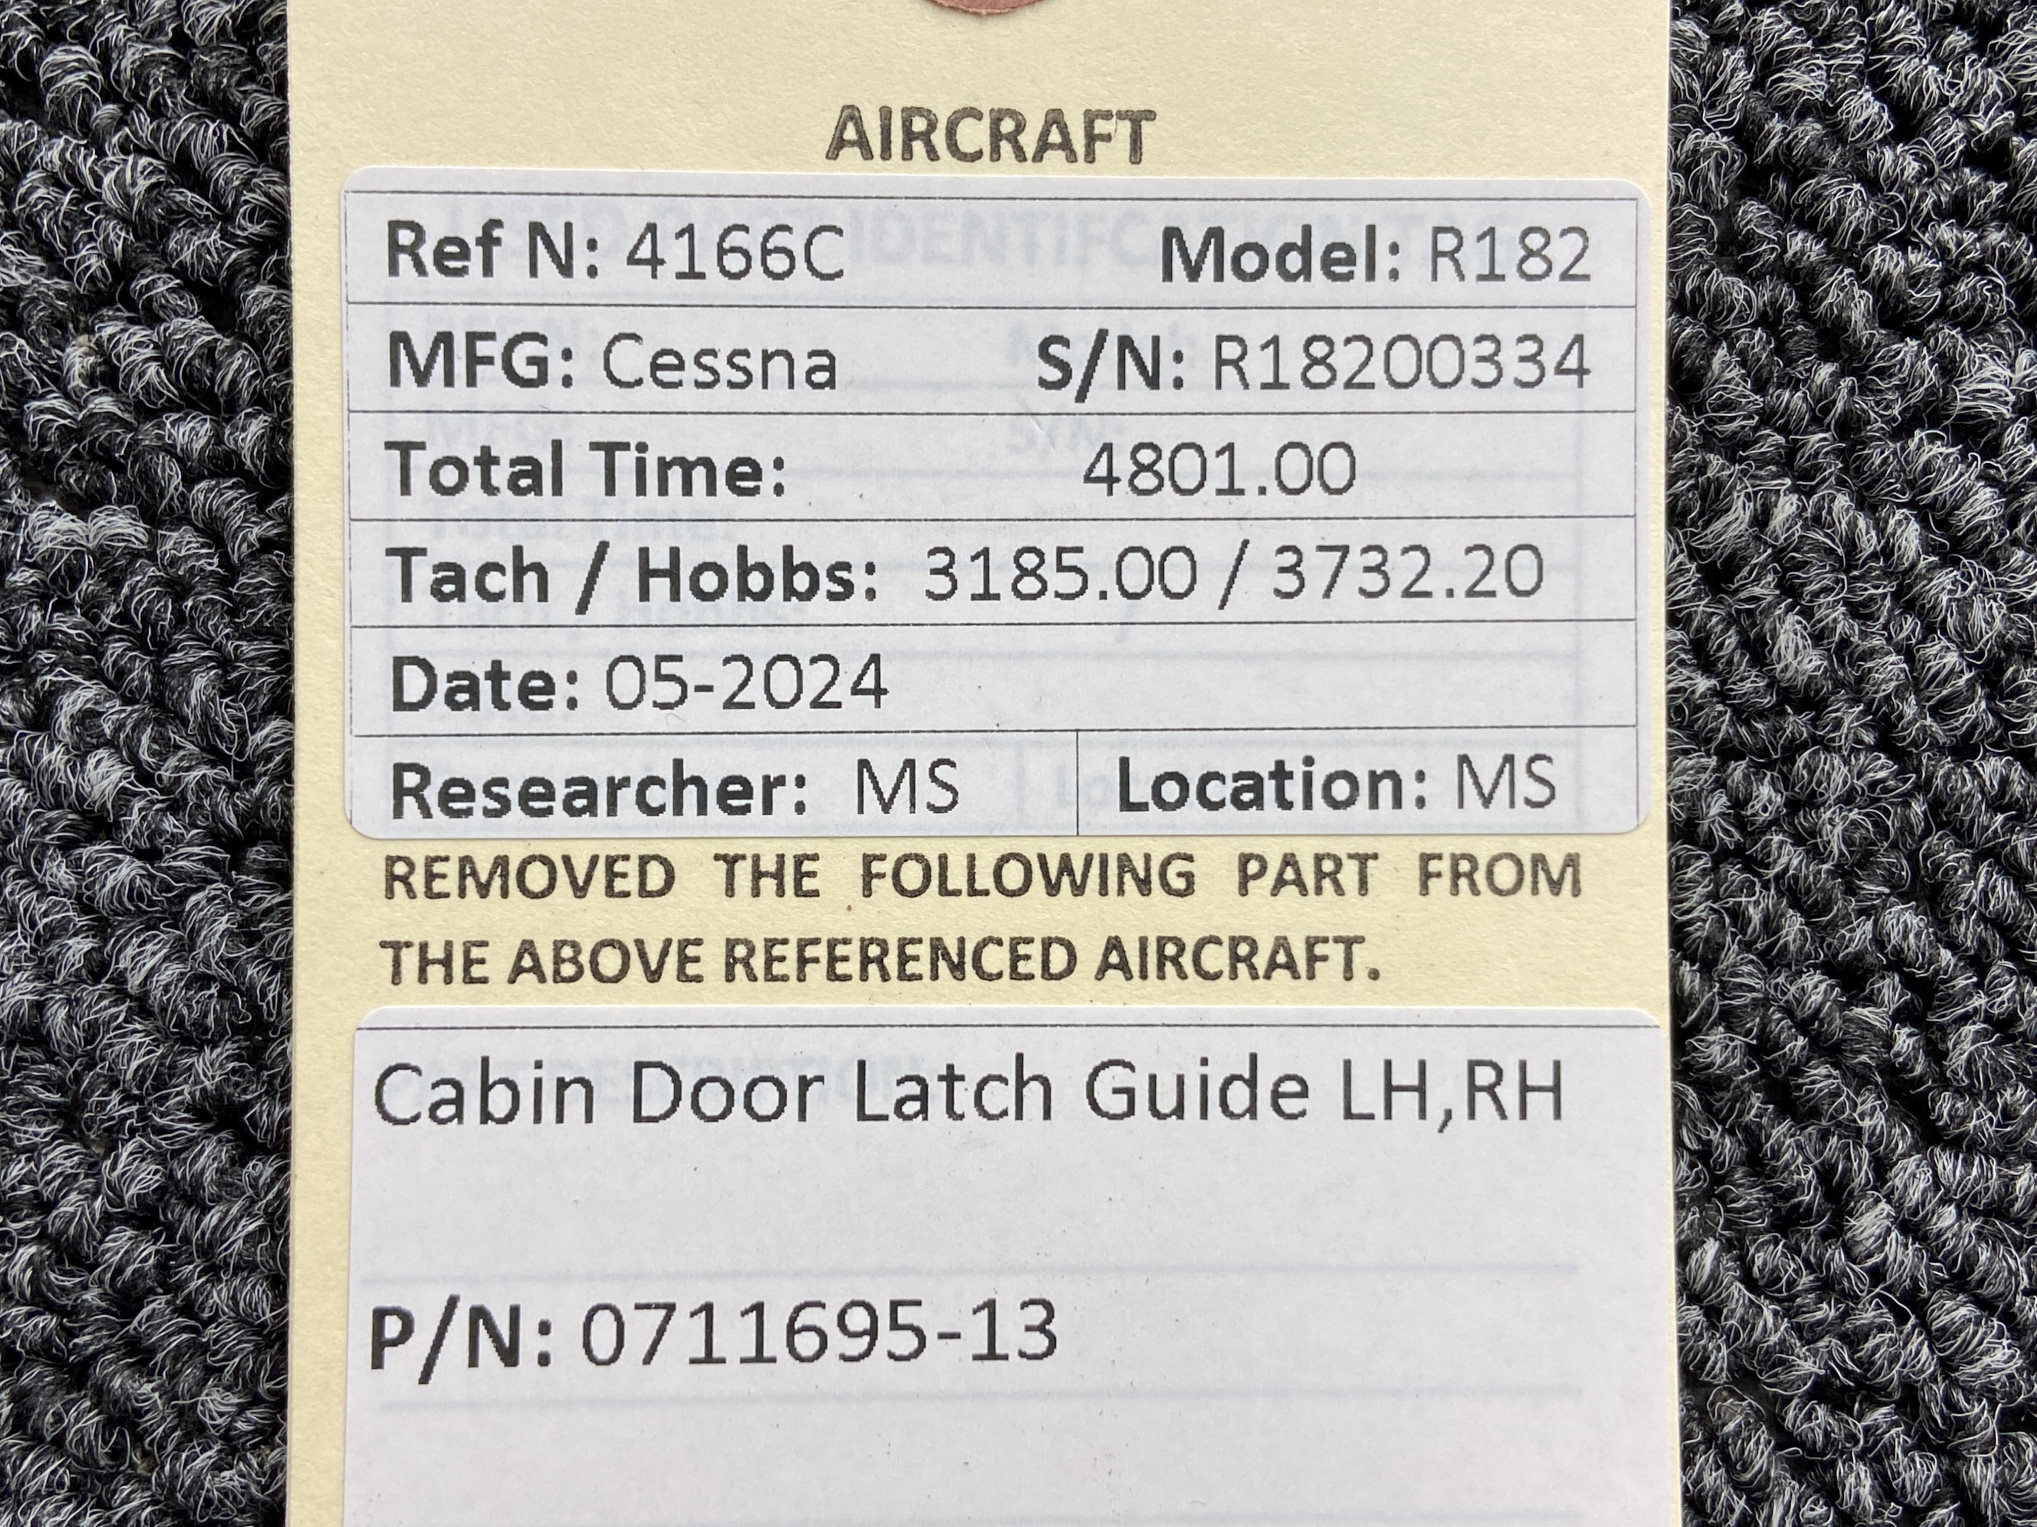 AIRCRAFT
Ref N: 4166C Model: R182
MFG: Cessna S/N: R18200334
Total Time: 4801.00
Tach / Hobbs: 3185.00 / 3732.20
Date: 05-2024
Researcher: MS Location: MS
REMOVED THE FOLLOWING PART FROM
THE ABOVE REFERENCED AIRCRAFT.
Cabin Door Latch Guide LH,RH
P/N: 0711695-13